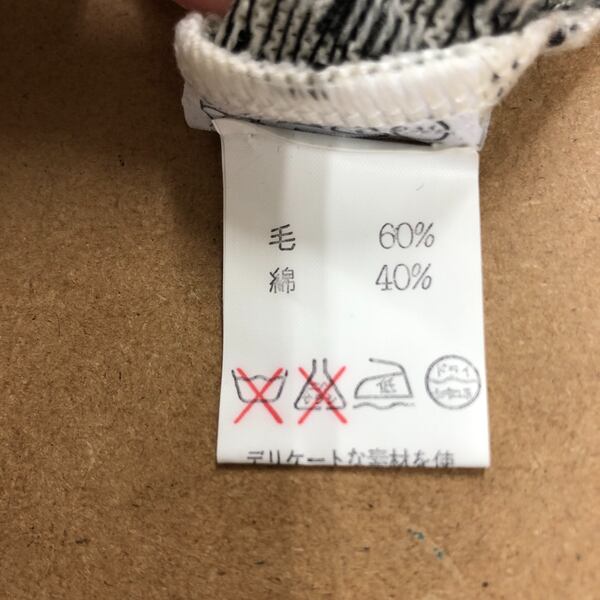 毛 60%
綿 40%
低
ドライ
デリケートな素材を使